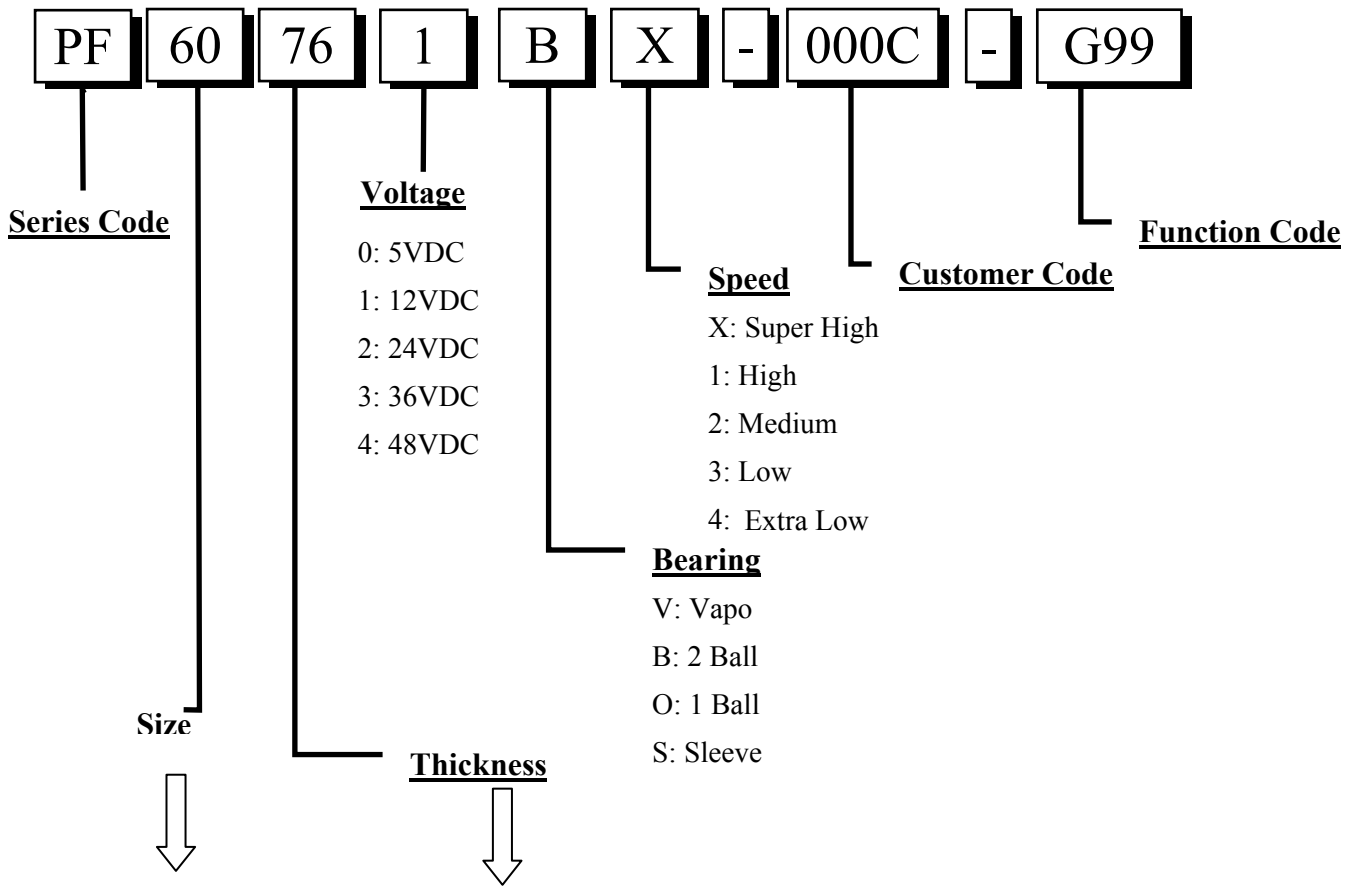 PF 60 76 1 B X - 000C - G99
Series Code
Voltage
0: 5VDC
1: 12VDC
2: 24VDC
3: 36VDC
4: 48VDC
Function Code
Customer Code
Speed
X: Super High
1: High
2: Medium
3: Low
4: Extra Low
Bearing
V: Vapo
B: 2 Ball
O: 1 Ball
S: Sleeve
Size
Thickness